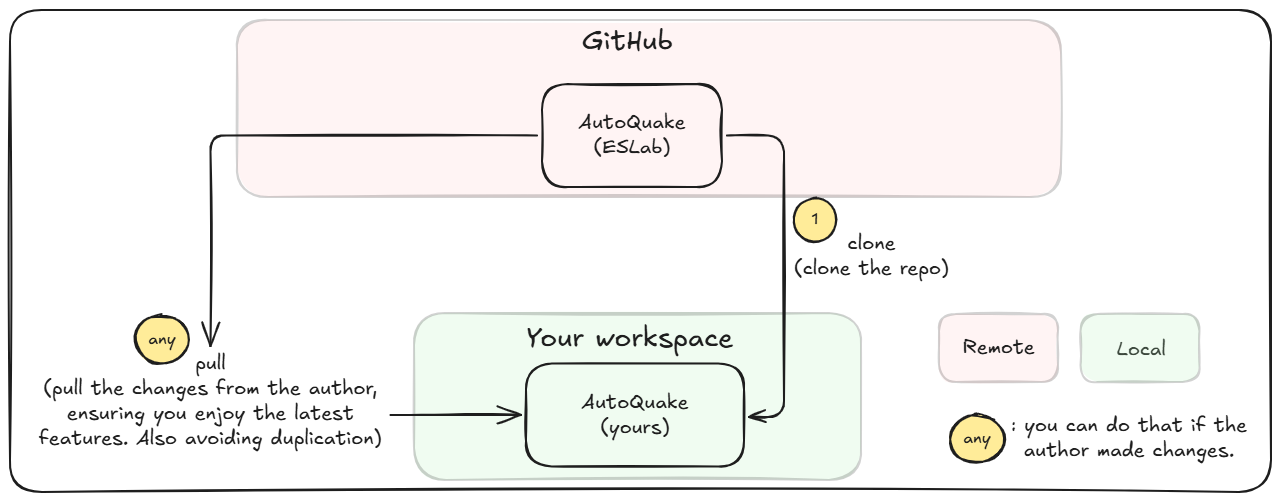 GitHub
AutoQuake
(ESLab)
1
clone
(clone the repo)
any
pull
(pull the changes from the author,
ensuring you enjoy the latest
features. Also avoiding duplication)
Your workspace
AutoQuake
(yours)
Remote
Local
any
: you can do that if the
author made changes.